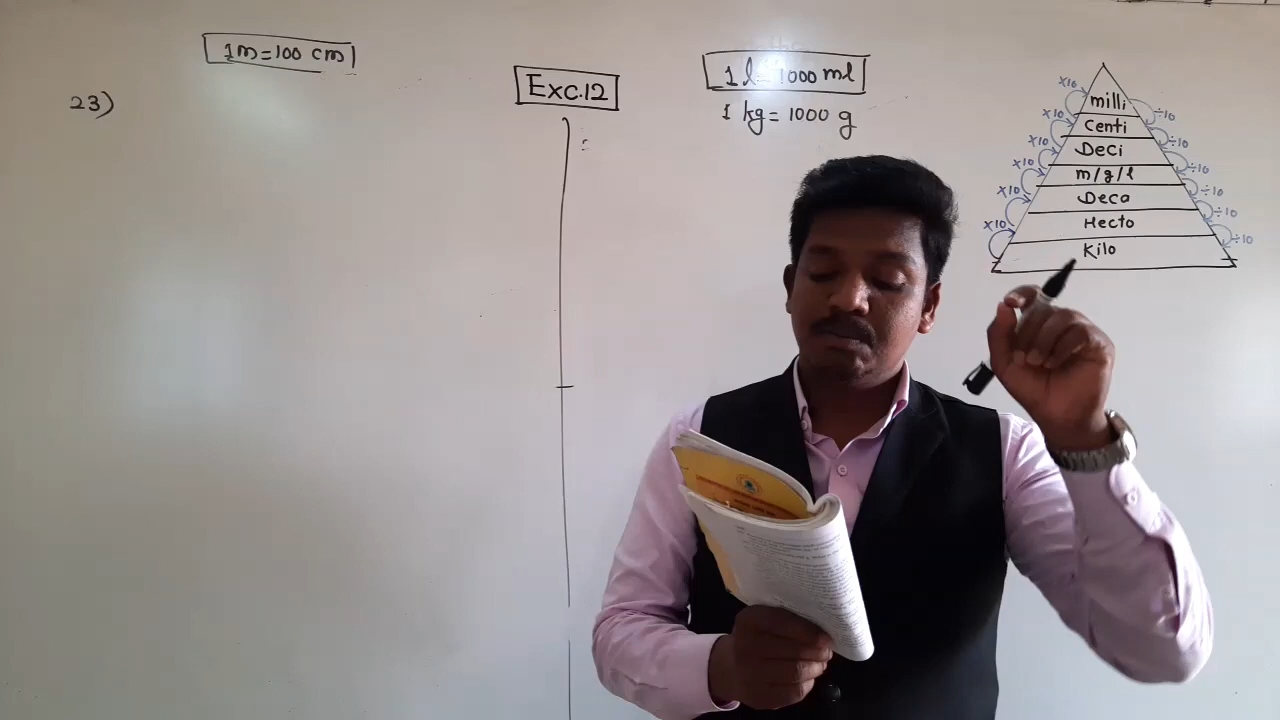 1m=100 cm
23)
Exc.12
1 l = 1000 ml
1 kg = 1000 g
milli
Centi
Deci
m/g/l
Deca
Hecto
Kilo
×10
×10
×10
×10
×10
÷10
÷10
÷10
÷10
÷10
÷10